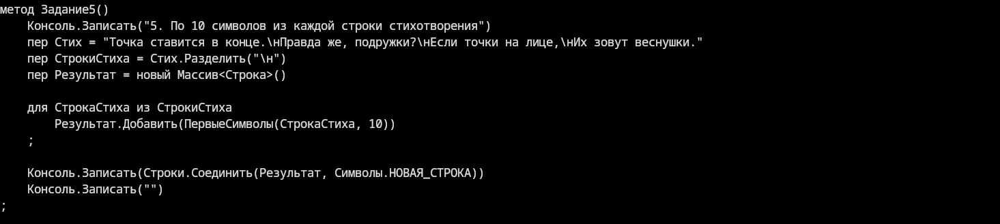 метод Задание5()
    Консоль.Записать("5. По 10 символов из каждой строки стихотворения")
    пер Стих = "Точка ставится в конце.\нПравда же, подружки?\нЕсли точки на лице,\нИх зовут веснушки."
    пер СтрокиСтиха = Стих.Разделить("\н")
    пер Результат = новый Массив<Строка>()

    для СтрокаСтиха из СтрокиСтиха
        Результат.Добавить(ПервыеСимволы(СтрокаСтиха, 10))
    ;

    Консоль.Записать(Строки.Соединить(Результат, Символы.НОВАЯ_СТРОКА))
    Консоль.Записать("")
;